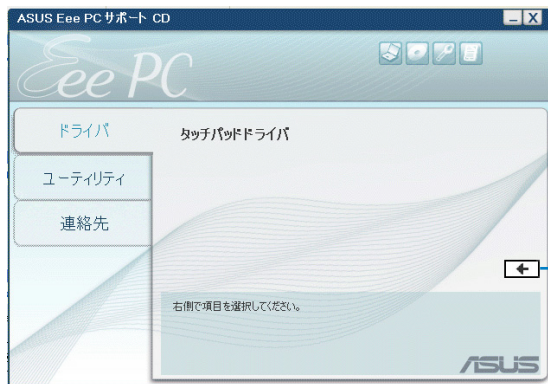 ASUS Eee PC サポート CD
Eee PC
ドライバ
タッチパッドドライバ
ユーティリティ
連絡先
右側で項目を選択してください。
ASUS